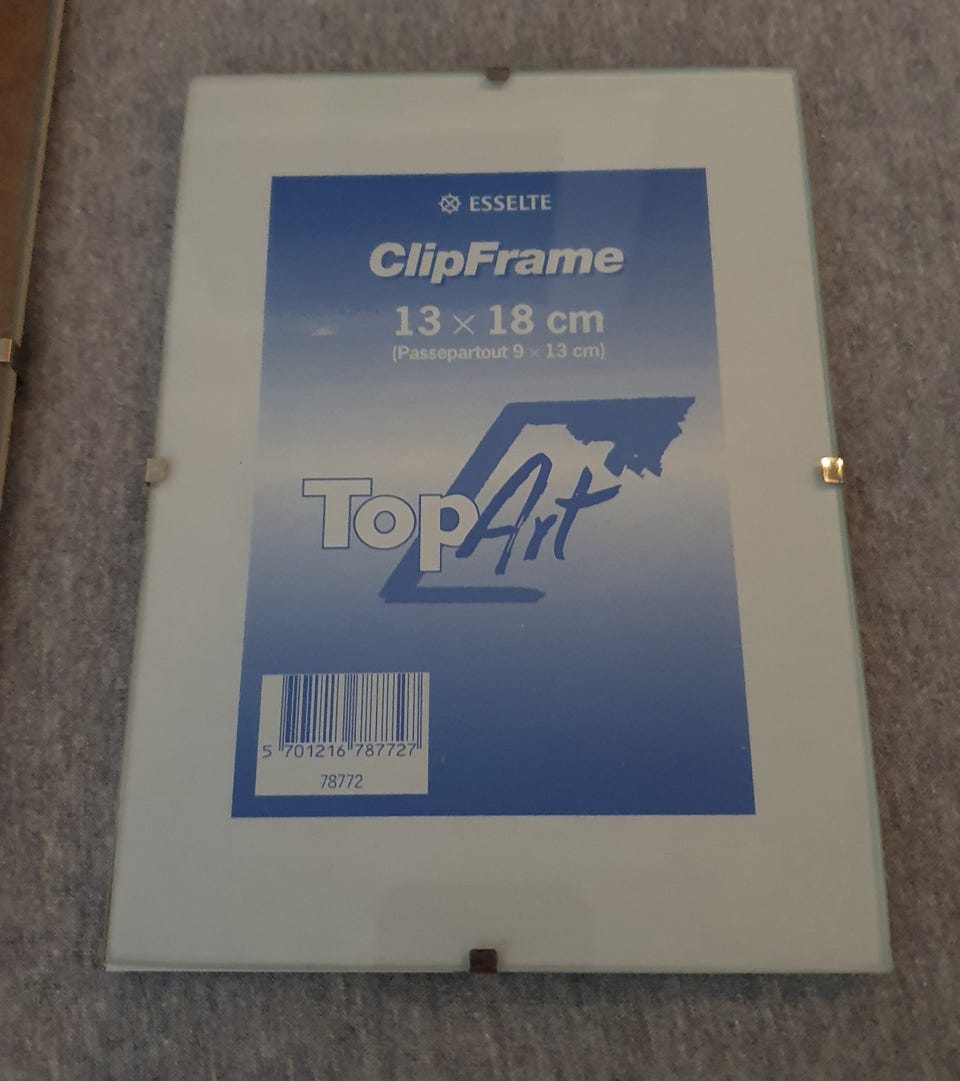 ESSELTE
ClipFrame
13 × 18 cm
(Passepartout 9 × 13 cm)
TopArt
5 701216 787727
78772